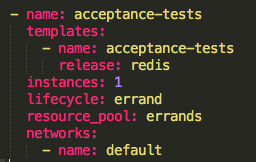 - name: acceptance-tests
  templates:
    - name: acceptance-tests
      release: redis
  instances: 1
  lifecycle: errand
  resource_pool: errands
  networks:
    - name: default